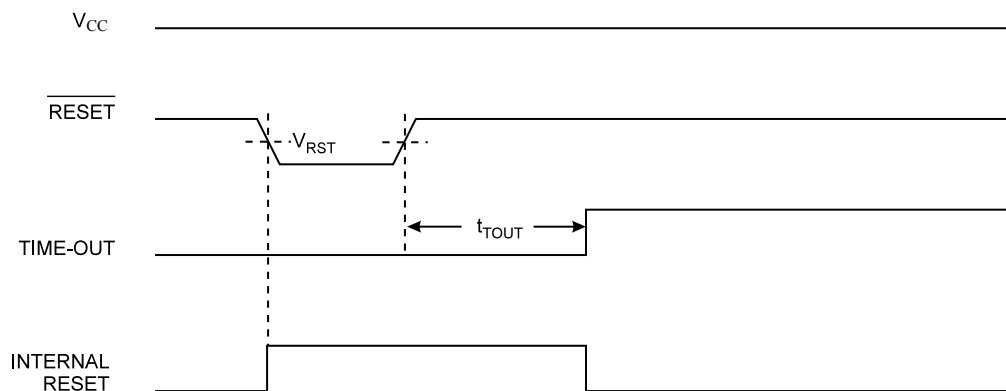 VCC
RESET
VRST
tTOUT
TIME-OUT
INTERNAL
RESET